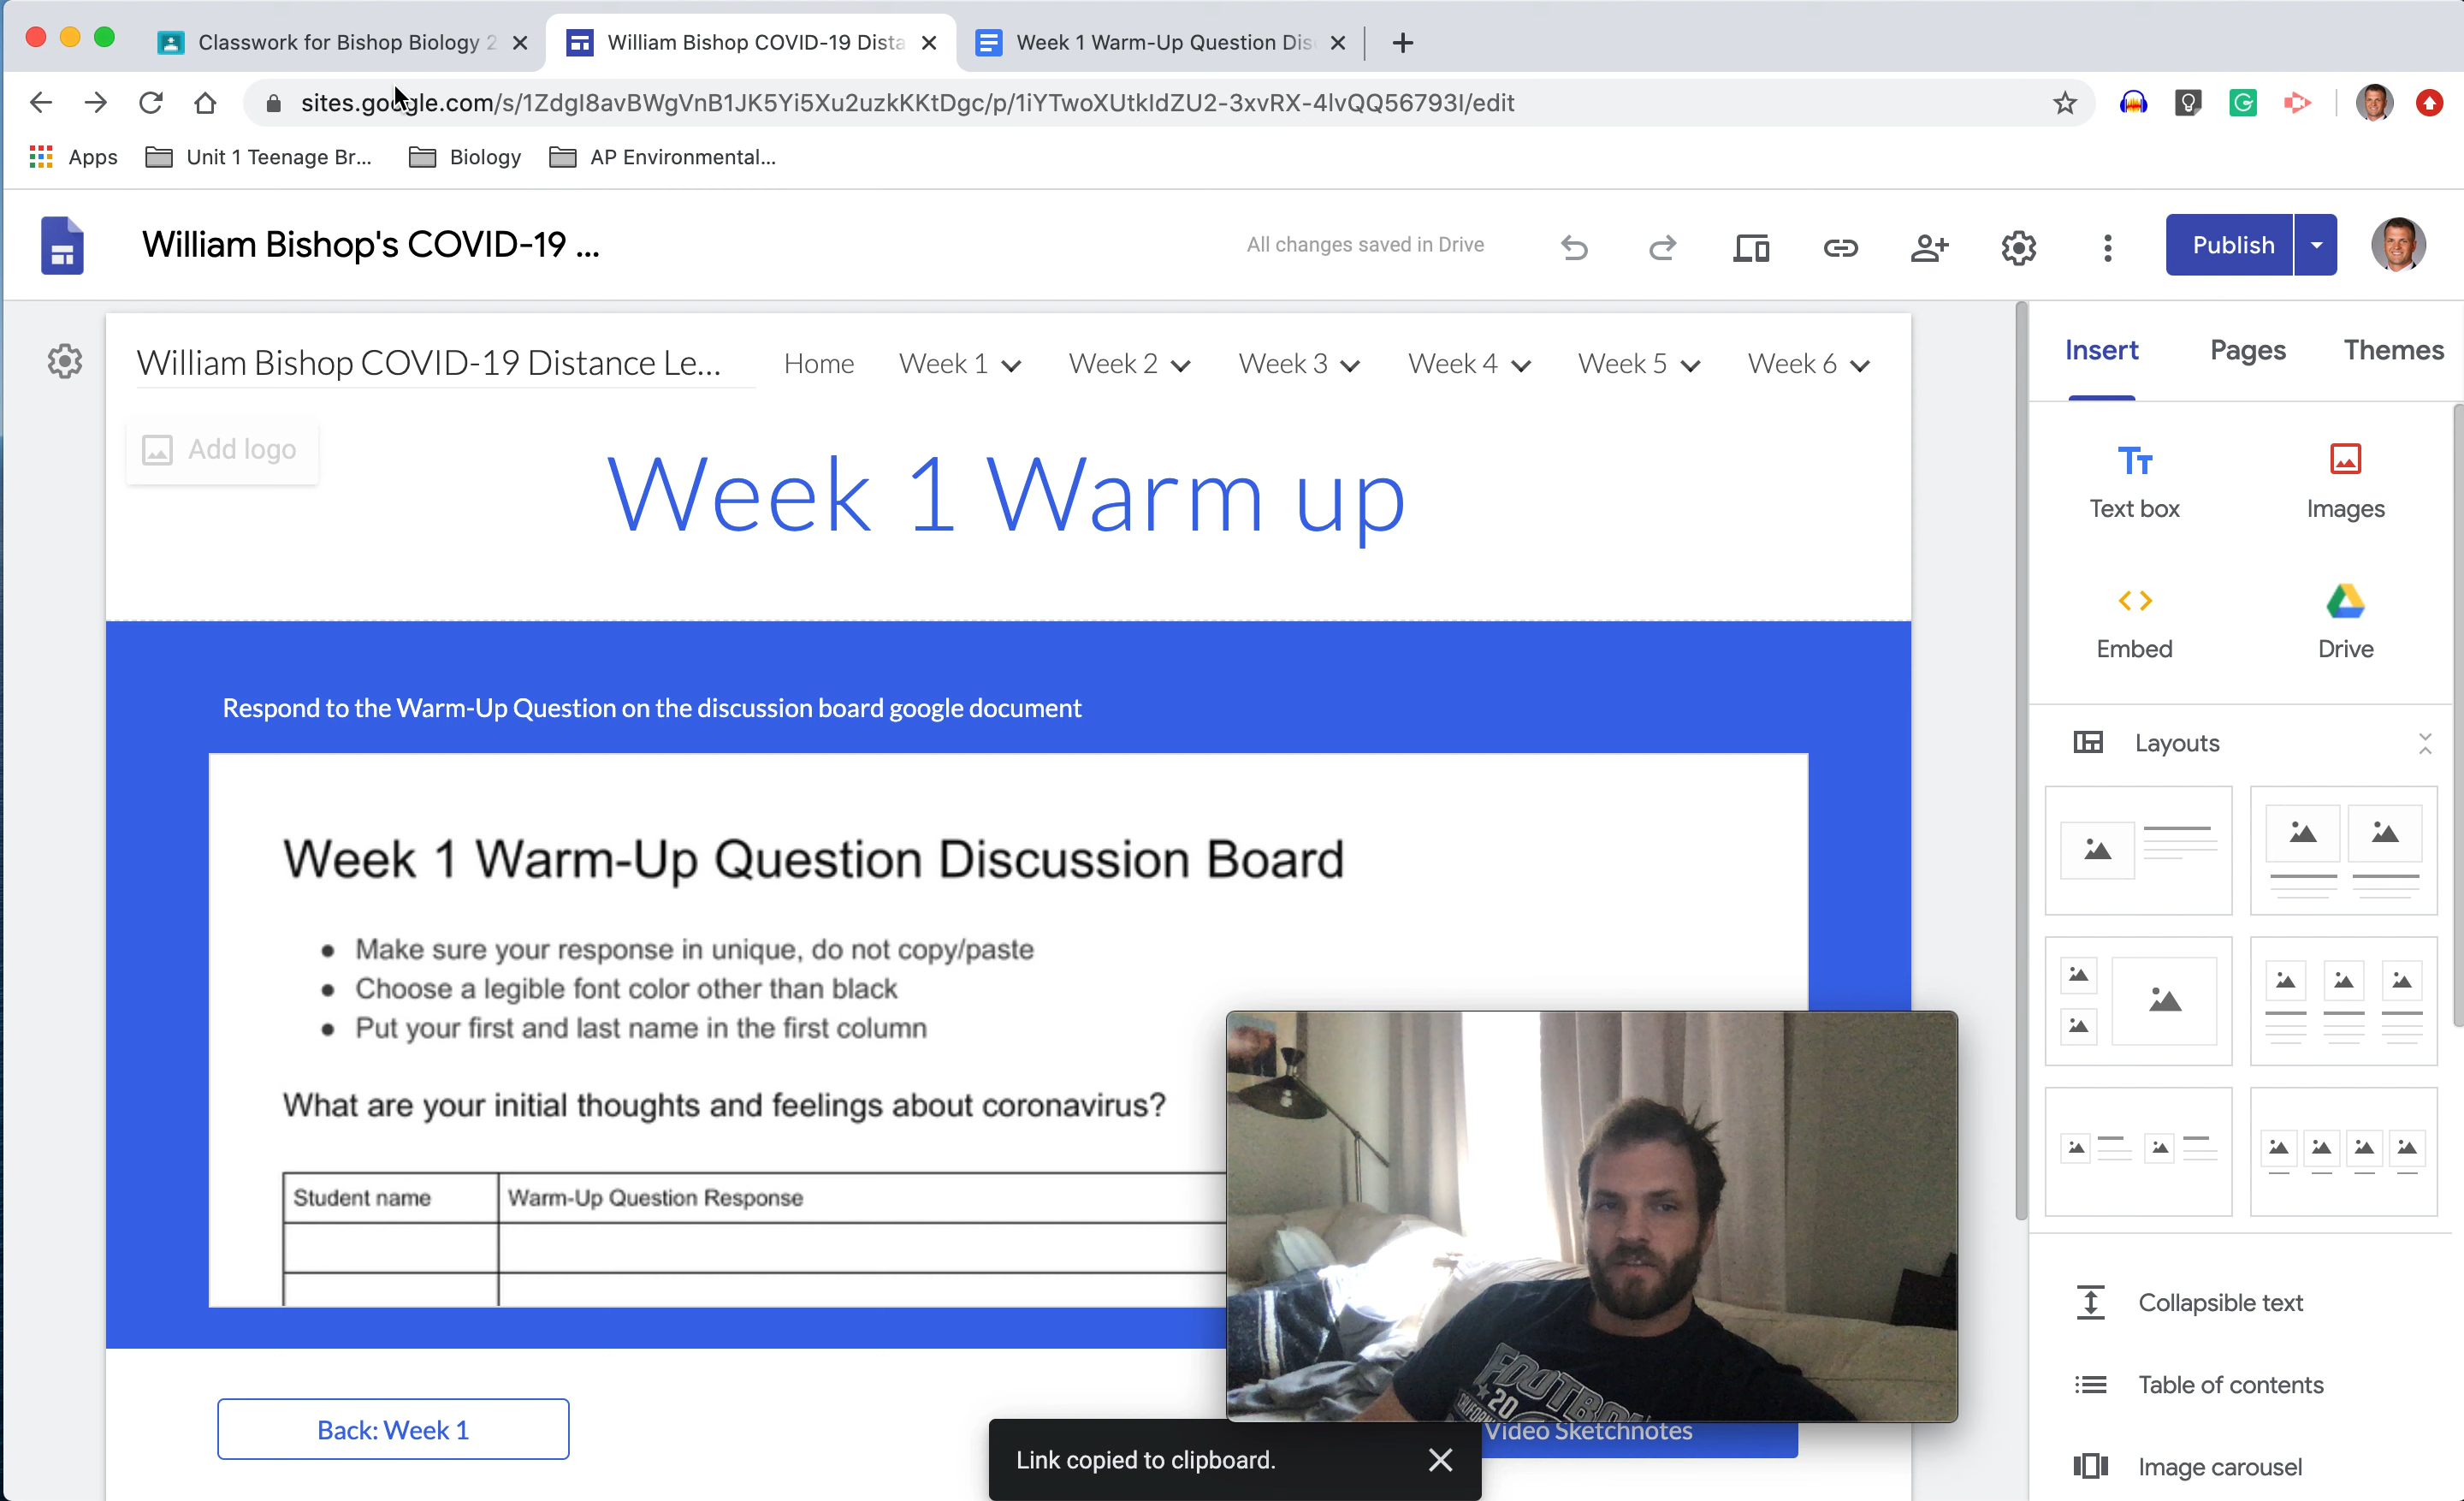 Classwork for Bishop Biology 2
William Bishop COVID-19 Dista
Week 1 Warm-Up Question Dis
sites.google.com/s/1ZdgI8avBWgVnB1JK5Yi5Xu2uzkKKtDgc/p/1iYTwoXUtkIdZU2-3xvRX-4lvQQ56793I/edit
Apps
Unit 1 Teenage Br...
Biology
AP Environmental...
William Bishop's COVID-19 ...
All changes saved in Drive
Publish
William Bishop COVID-19 Distance Le...
Home
Week 1
Week 2
Week 3
Week 4
Week 5
Week 6
Insert
Pages
Themes
Add logo
Week 1 Warm up
Text box
Images
Embed
Drive
Respond to the Warm-Up Question on the discussion board google document
Layouts
Week 1 Warm-Up Question Discussion Board
Make sure your response in unique, do not copy/paste
Choose a legible font color other than black
Put your first and last name in the first column
What are your initial thoughts and feelings about coronavirus?
Student name
Warm-Up Question Response
FOOTBALL
20
Collapsible text
Table of contents
Back: Week 1
Video Sketchnotes
Link copied to clipboard.
Image carousel